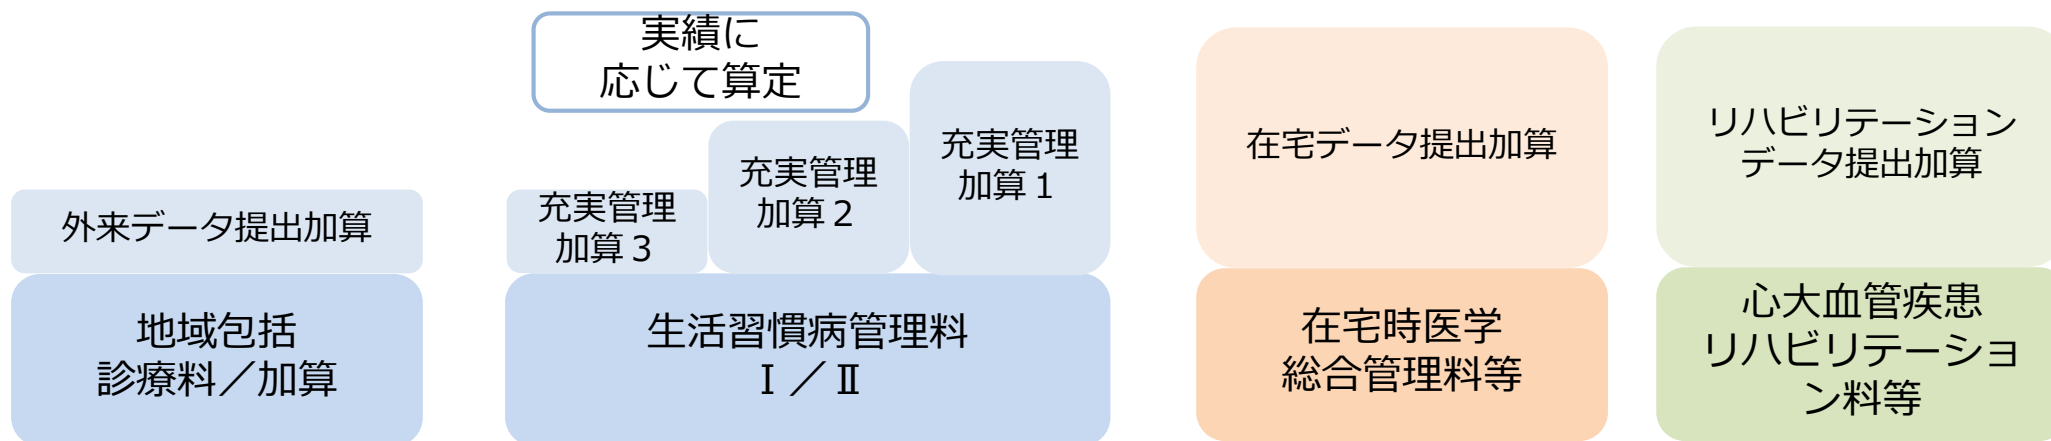 実績に
応じて算定
外来データ提出加算
地域包括
診療料／加算
充実管理
加算３
充実管理
加算２
充実管理
加算１
生活習慣病管理料
Ⅰ／Ⅱ
在宅データ提出加算
在宅時医学
総合管理料等
リハビリテーション
データ提出加算
心大血管疾患
リハビリテーショ
ン料等